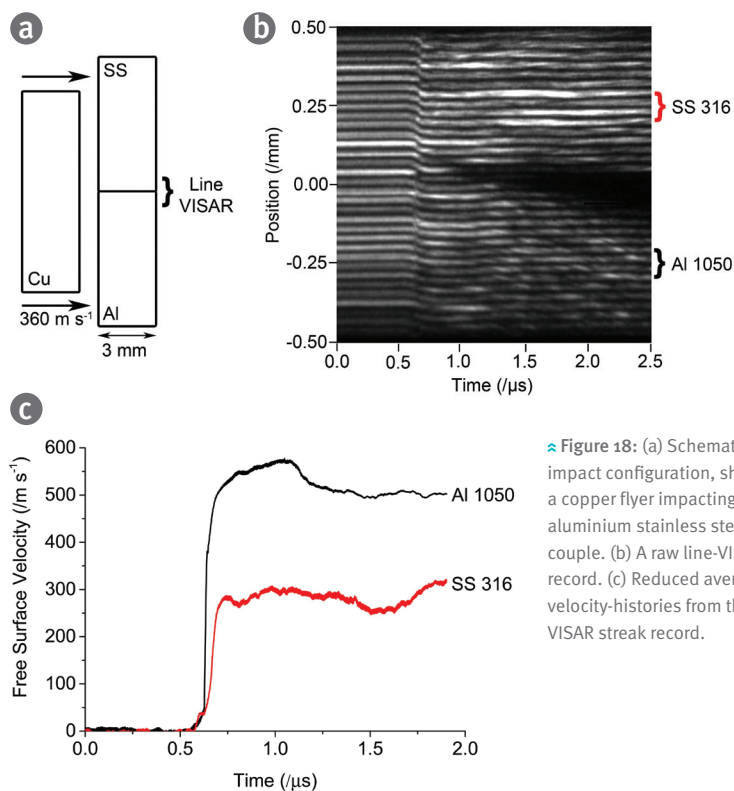 a
SS
Cu
Al
360 m s⁻¹
3 mm
Line
VISAR
b
Position (/mm)
0.50
0.25
0.00
-0.25
-0.50
0.0 0.5 1.0 1.5 2.0 2.5
Time (/μs)
SS 316
Al 1050
c
Free Surface Velocity (/m s⁻¹)
600
500
400
300
200
100
0
0.0 0.5 1.0 1.5 2.0
Time (/μs)
Al 1050
SS 316
Figure 18: (a) Schemat
impact configuration, sh
a copper flyer impacting
aluminium stainless ste
couple. (b) A raw line-VI
record. (c) Reduced aver
velocity-histories from th
VISAR streak record.